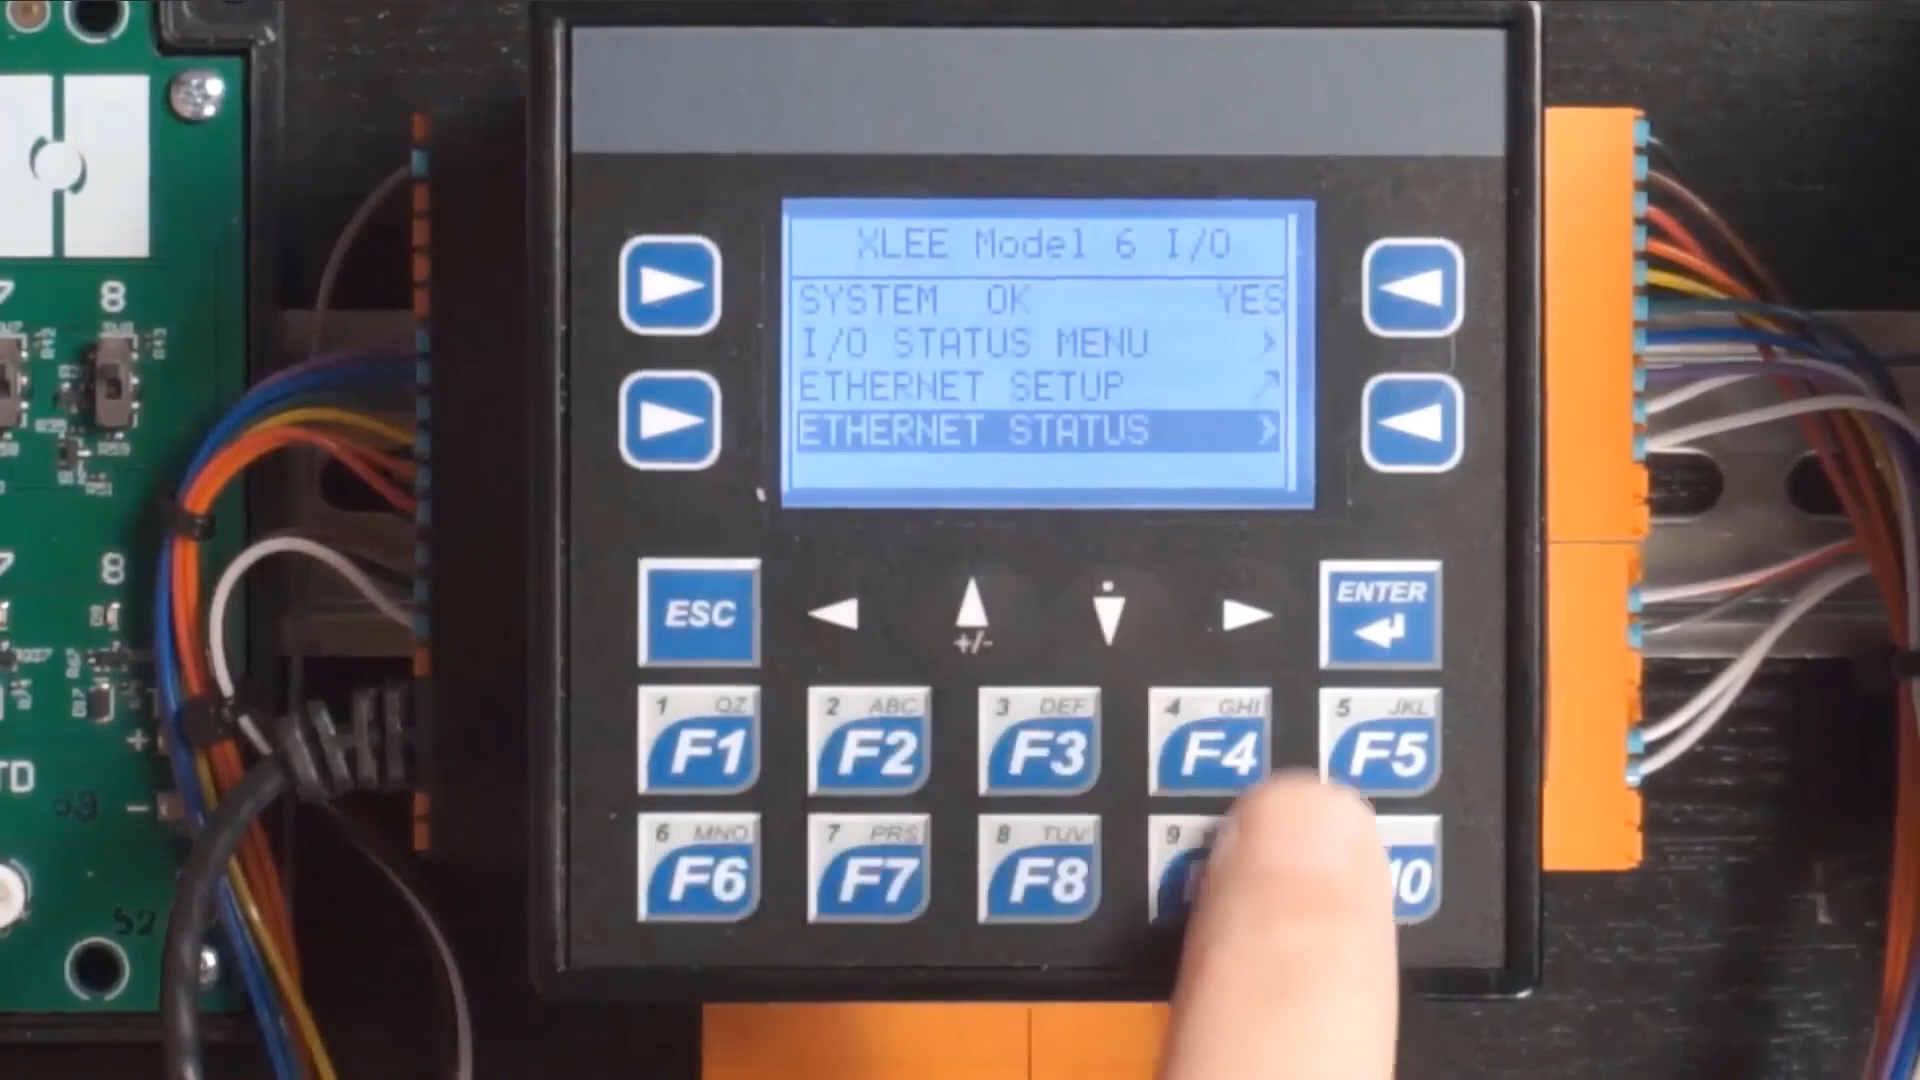 XLEE Model 6 I/O
SYSTEM OK YES
I/O STATUS MENU
ETHERNET SETUP
ETHERNET STATUS
ESC
+/-
ENTER
1 QZ
F1
2 ABC
F2
3 DEF
F3
4 GHI
F4
5 JKL
F5
6 MNO
F6
7 PRS
F7
8 TUV
F8
9
10
7 8
7 8
+
TD
-
S2